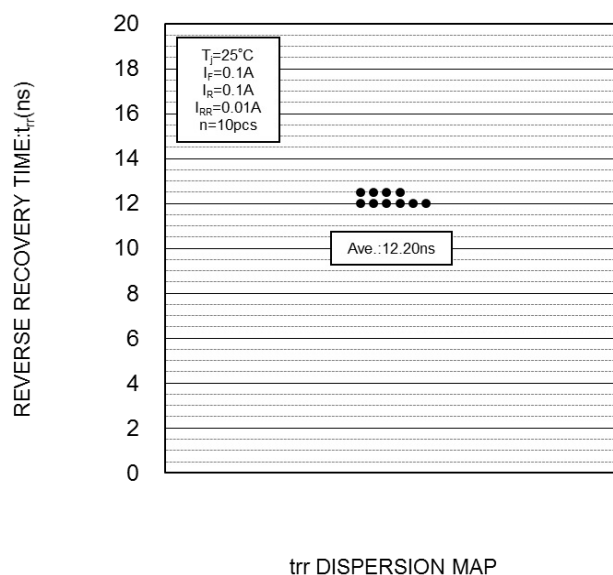 20
18
16
14
12
10
8
6
4
2
0
REVERSE RECOVERY TIME:trr(ns)
Tj=25°C
IF=0.1A
IR=0.1A
IRR=0.01A
n=10pcs
Ave.:12.20ns
trr DISPERSION MAP